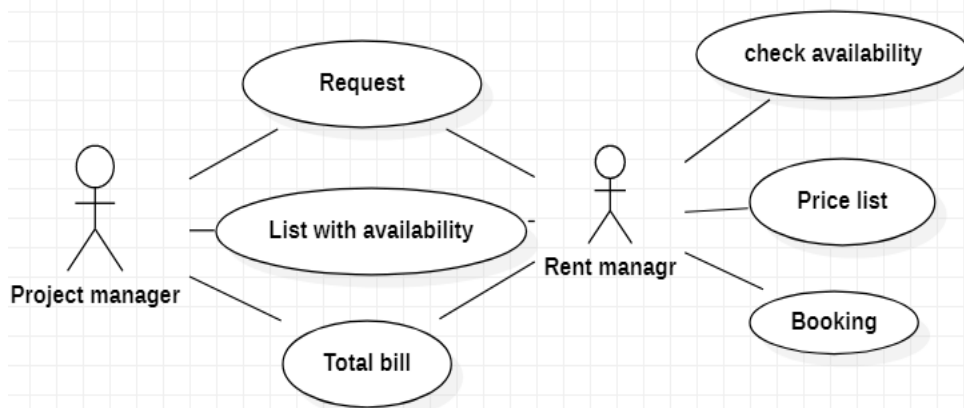 Request
check availability
List with availability
Price list
Project manager
Rent managr
Total bill
Booking